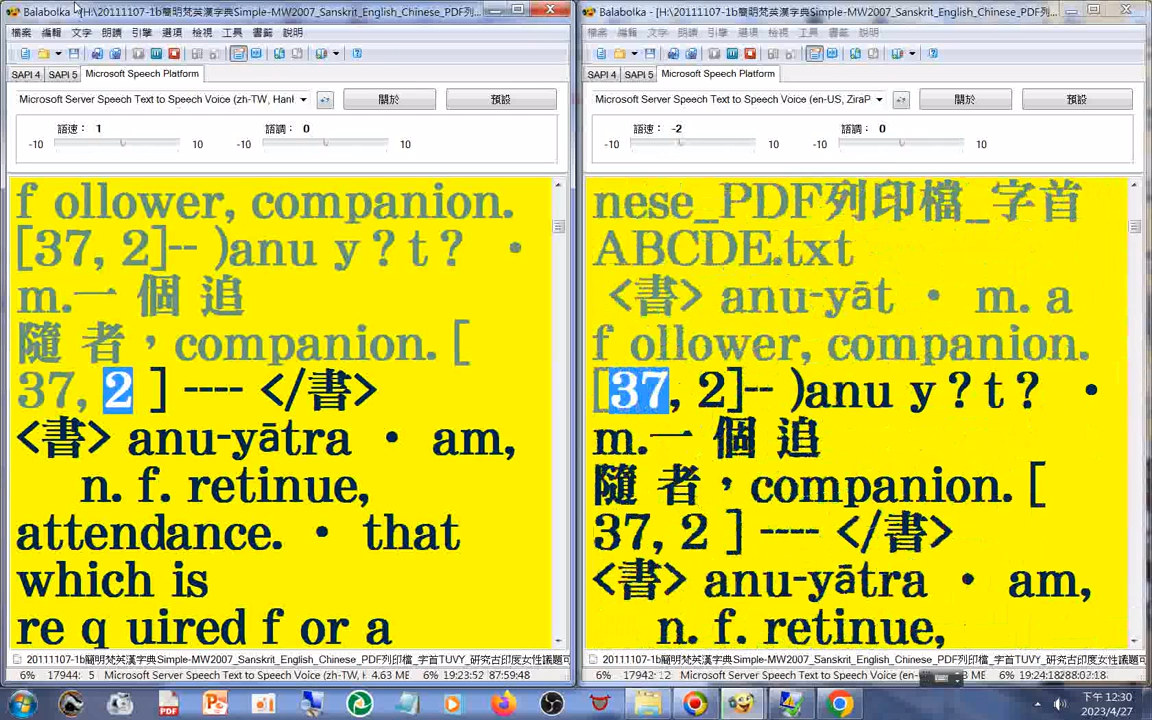 Balabolka - [H:\20111107-1b簡明梵英漢字典Simple-MW2007_Sanskrit_English_Chinese_PDF列...
檔案 編輯 文字 朗讀 引擎 選項 檢視 工具 書籤 說明
SAPI 4 SAPI 5 Microsoft Speech Platform
Microsoft Server Speech Text to Speech Voice (zh-TW, Hanl
關於 預設
語速： 1 語調： 0
-10 10 -10 10
f ollower, companion.
[37, 2]-- )anu y？t？ •
m.一 個 追
隨 者，companion. [
37, 2 ] ---- </書>
<書> anu-yātra • am,
n. f. retinue,
attendance. • that
which is
re q uired f or a
20111107-1b簡明梵英漢字典Simple-MW2007_Sanskrit_English_Chinese_PDF列印檔_字首TUVY_研究古印度女性議題可
6% 17944: 5 Microsoft Server Speech Text to Speech Voice (zh-TW, H 4.63 ME 6% 19:23:52 87:59:48
Balabolka - [H:\20111107-1b簡明梵英漢字典Simple-MW2007_Sanskrit_English_Chinese_PDF列...
檔案 編輯 文字 朗讀 引擎 選項 檢視 工具 書籤 說明
SAPI 4 SAPI 5 Microsoft Speech Platform
Microsoft Server Speech Text to Speech Voice (en-US, ZiraP
關於 預設
語速： -2 語調： 0
-10 10 -10 10
nese_PDF列印檔_字首
ABCDE.txt
<書> anu-yāt • m. a
f ollower, companion.
[37, 2]-- )anu y？t？ •
m.一 個 追
隨 者，companion. [
37, 2 ] ---- </書>
<書> anu-yātra • am,
n. f. retinue,
20111107-1b簡明梵英漢字典Simple-MW2007_Sanskrit_English_Chinese_PDF列印檔_字首TUVY_研究古印度女性議題可
6% Microsoft Server Speech Text to Speech Voice (zh-TW, 6%
下午 12:30
2023/4/27